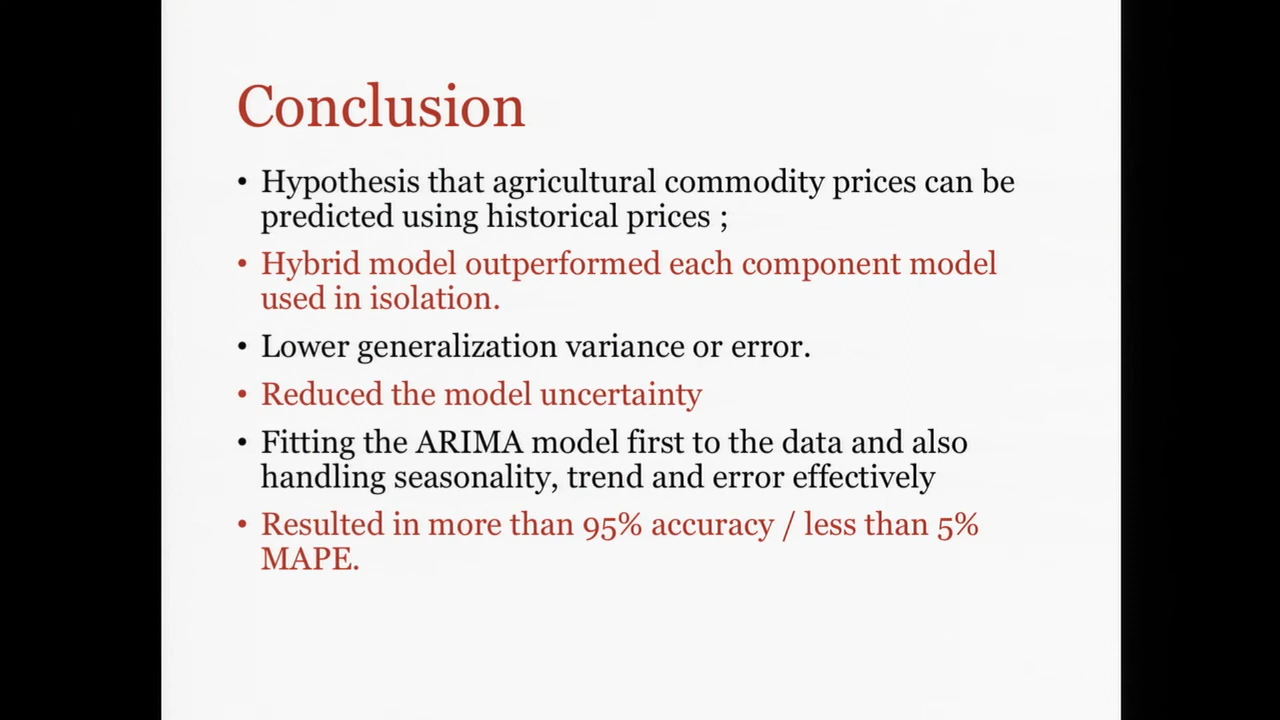 Conclusion
• Hypothesis that agricultural commodity prices can be
predicted using historical prices ;
• Hybrid model outperformed each component model
used in isolation.
• Lower generalization variance or error.
• Reduced the model uncertainty
• Fitting the ARIMA model first to the data and also
handling seasonality, trend and error effectively
• Resulted in more than 95% accuracy / less than 5%
MAPE.